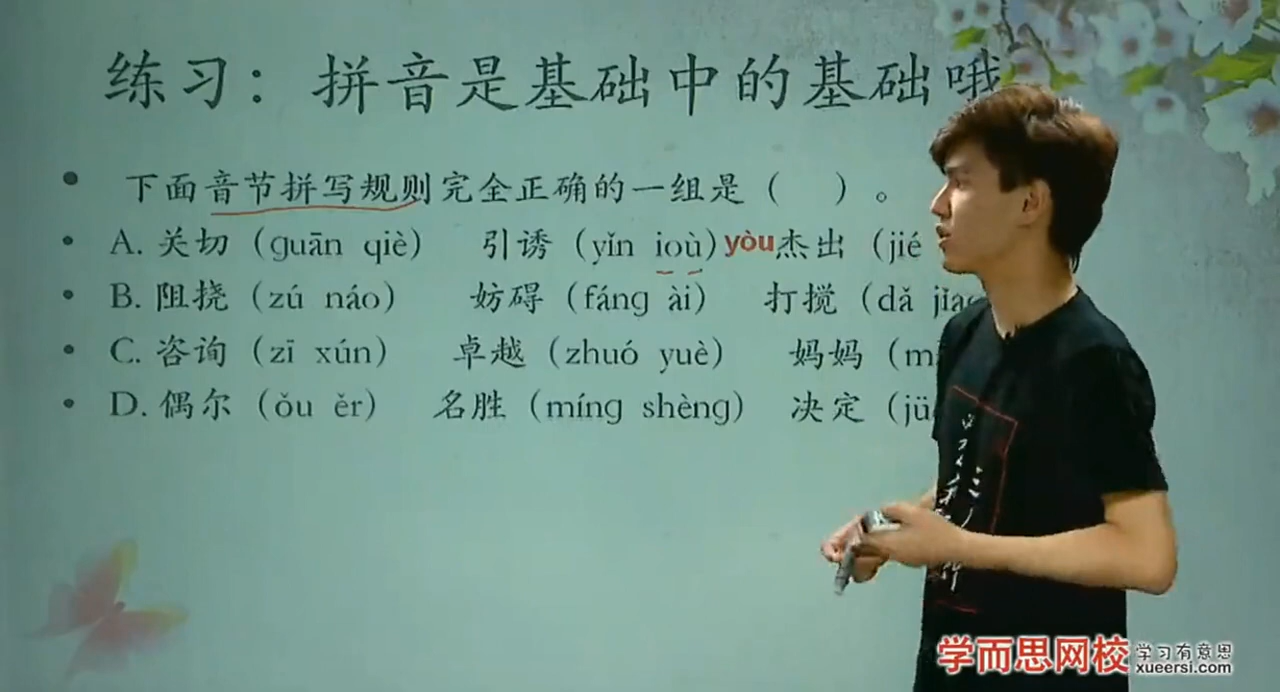 练习：拼音是基础中的基础哦
下面音节拼写规则完全正确的一组是（ ）。
A. 关切（guān qiè） 引诱（yǐn ioù）yòu 杰出（jié
B. 阻挠（zú náo） 妨碍（fáng ài） 打搅（dǎ jiǎo
C. 咨询（zī xún） 卓越（zhuó yuè） 妈妈（m
D. 偶尔（ǒu ěr） 名胜（míng shèng） 决定（jü
学而思网校 学习有意思
xueersi.com